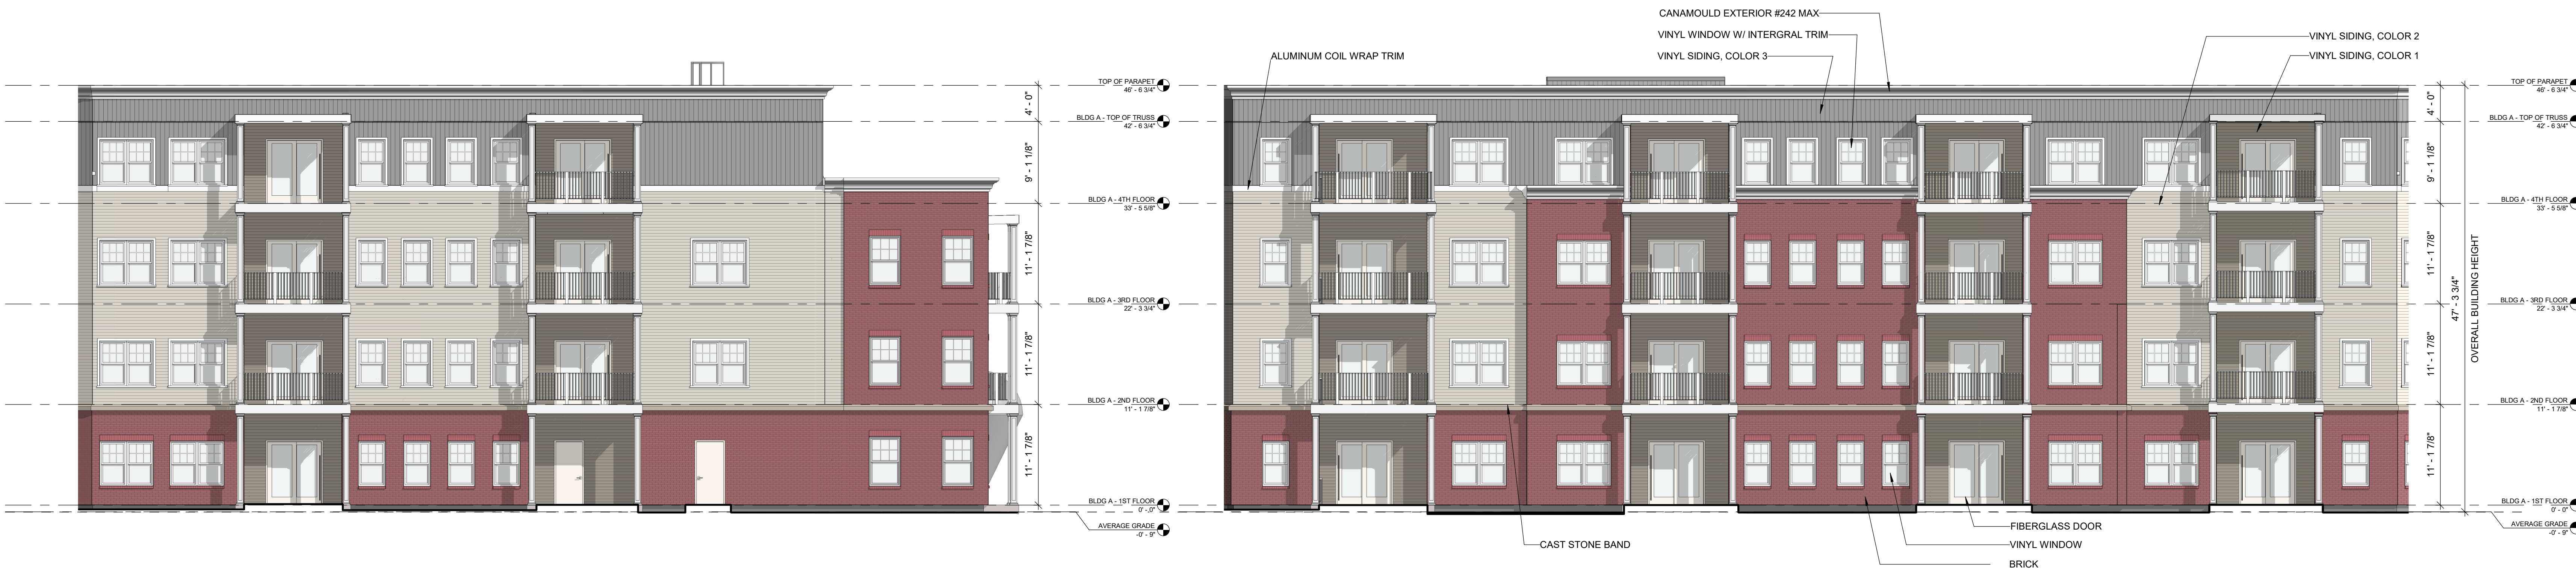 CANAMOULD EXTERIOR #242 MAX
VINYL WINDOW W/ INTERGRAL TRIM
VINYL SIDING, COLOR 3
ALUMINUM COIL WRAP TRIM
VINYL SIDING, COLOR 2
VINYL SIDING, COLOR 1
TOP OF PARAPET
46' - 6 3/4"
4' - 0"
BLDG A - TOP OF TRUSS
42' - 6 3/4"
9' - 1 1/8"
BLDG A - 4TH FLOOR
33' - 5 5/8"
11' - 1 7/8"
BLDG A - 3RD FLOOR
22' - 3 3/4"
11' - 1 7/8"
BLDG A - 2ND FLOOR
11' - 1 7/8"
11' - 1 7/8"
BLDG A - 1ST FLOOR
0' - 0"
AVERAGE GRADE
-0' - 9"
TOP OF PARAPET
46' - 6 3/4"
4' - 0"
BLDG A - TOP OF TRUSS
42' - 6 3/4"
9' - 1 1/8"
BLDG A - 4TH FLOOR
33' - 5 5/8"
11' - 1 7/8"
47' - 3 3/4"
OVERALL BUILDING HEIGHT
BLDG A - 3RD FLOOR
22' - 3 3/4"
11' - 1 7/8"
BLDG A - 2ND FLOOR
11' - 1 7/8"
11' - 1 7/8"
BLDG A - 1ST FLOOR
0' - 0"
AVERAGE GRADE
-0' - 9"
FIBERGLASS DOOR
CAST STONE BAND
VINYL WINDOW
BRICK